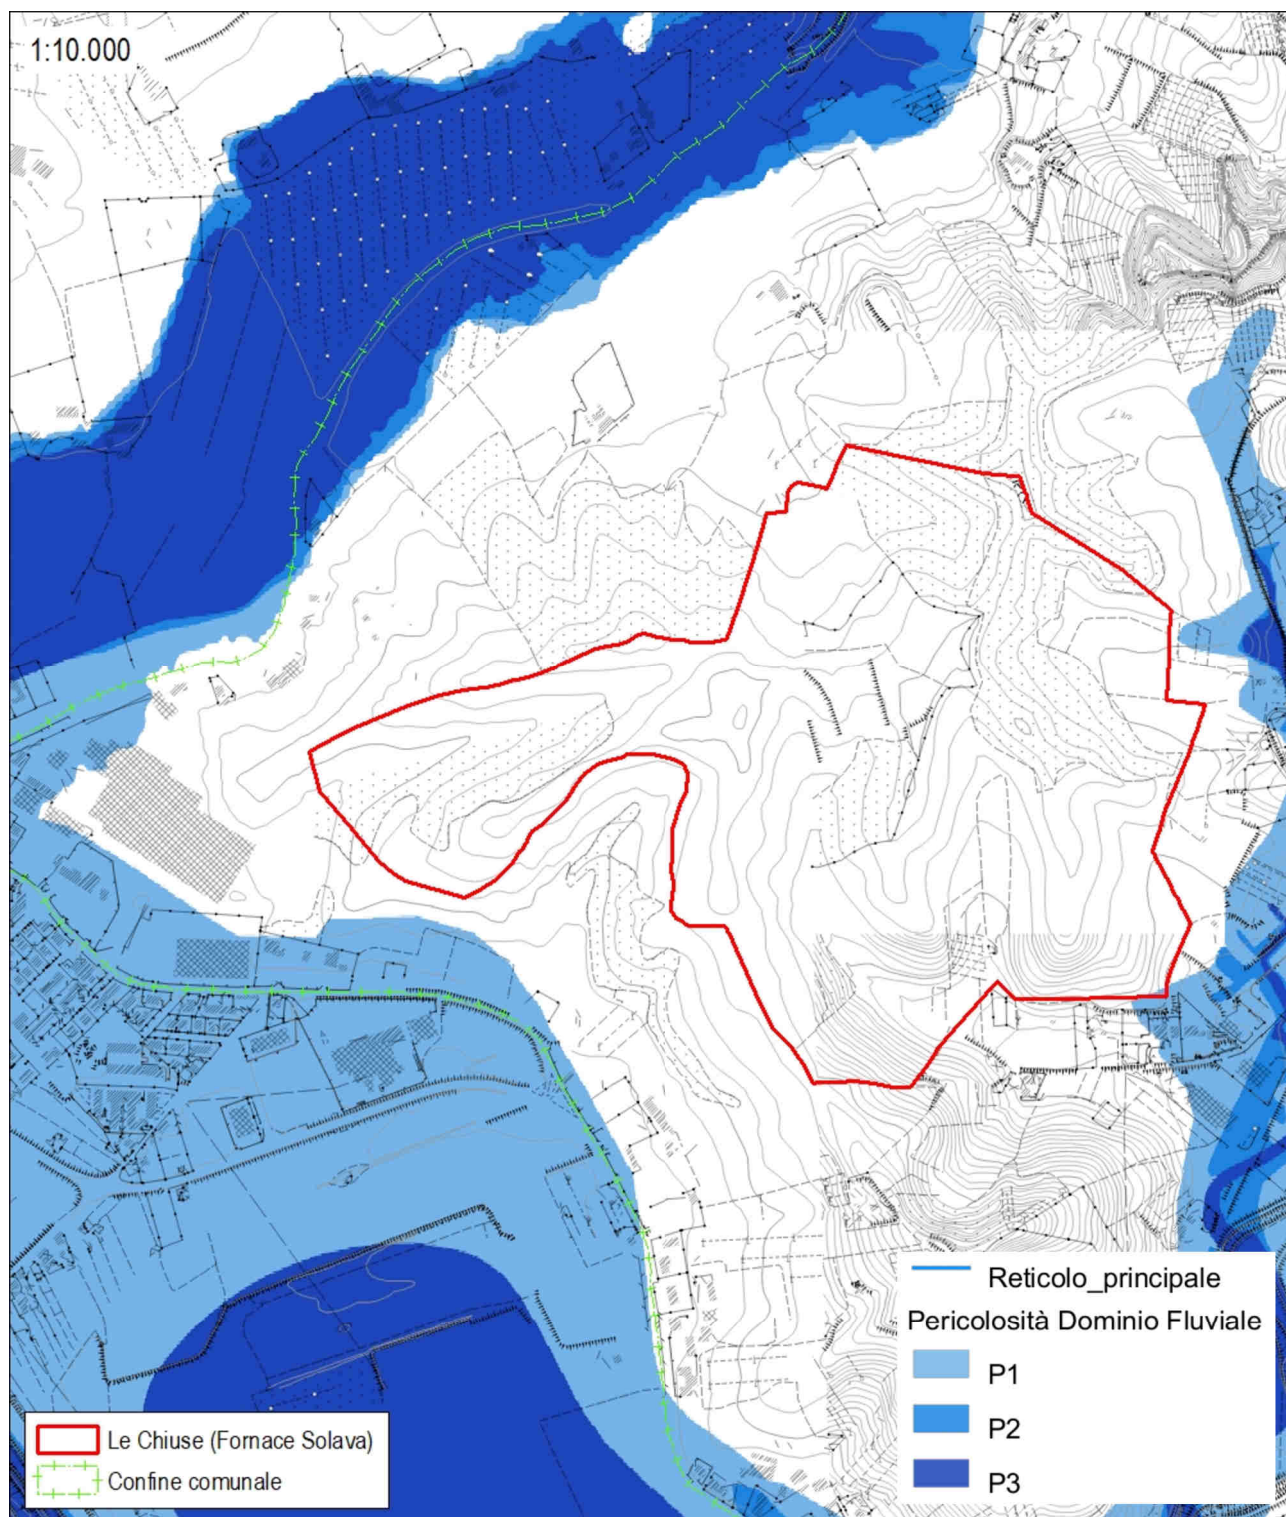 1:10.000
Reticolo_principale
Pericolosità Dominio Fluviale
P1
P2
P3
Le Chiuse (Fornace Solava)
Confine comunale